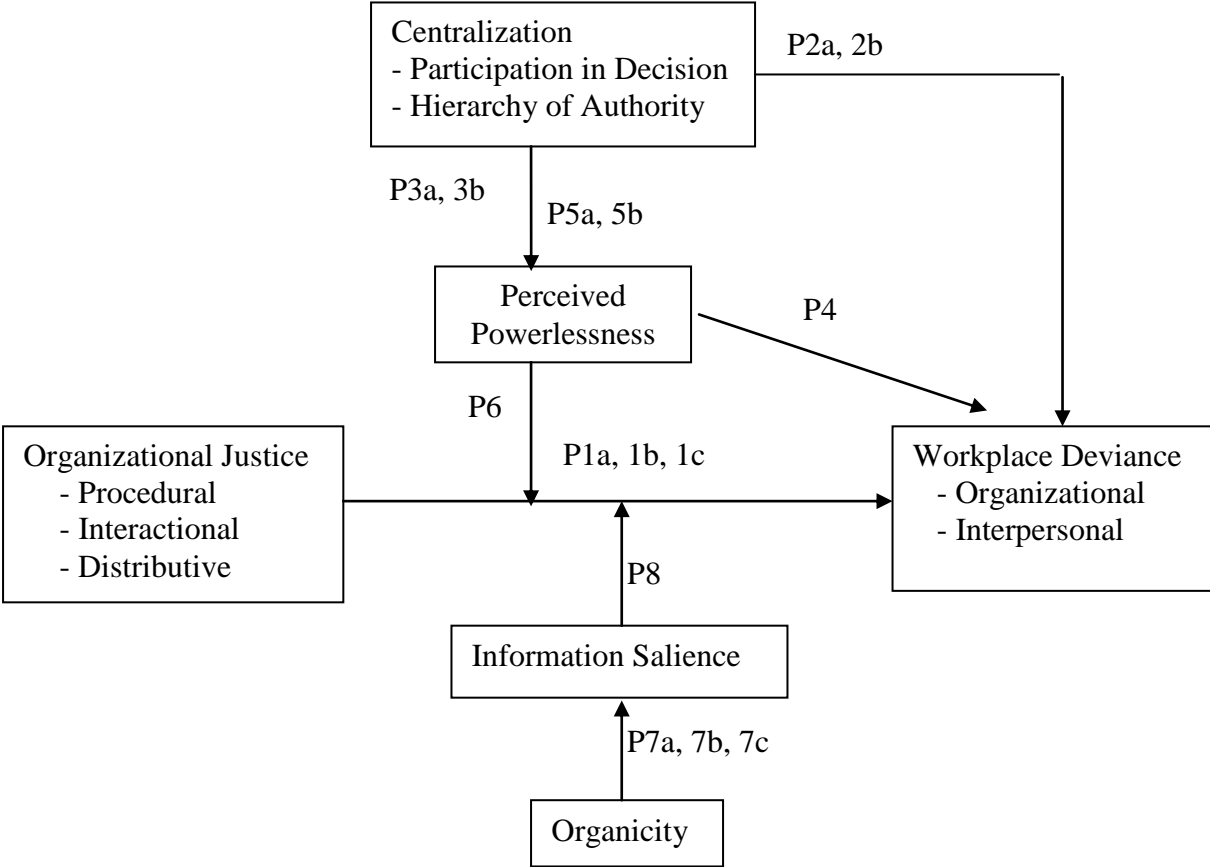 Centralization
- Participation in Decision
- Hierarchy of Authority
P2a, 2b
P3a, 3b
P5a, 5b
Perceived
Powerlessness
P4
P6
Organizational Justice
- Procedural
- Interactional
- Distributive
P1a, 1b, 1c
Workplace Deviance
- Organizational
- Interpersonal
P8
Information Salience
P7a, 7b, 7c
Organicity